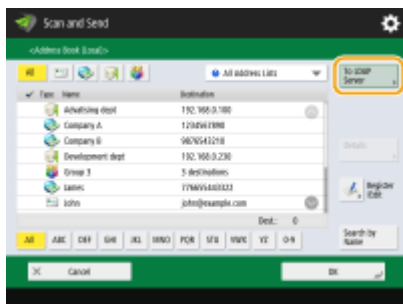 Scan and Send
<Address Book (Local)>
All
All Address Lists
To LDAP
Server
Type Name Destination
Advertising dept 192.168.0.100
Company A 1234567890
Company B 9876543210
Development dept 192.168.0.230
Group 3 3 destinations
James
John john@example.com
Dest.: 0
Details
Register/
Edit
All ABC DEF GHI JKL MNO PQR STU VWX YZ 0-9
Search by
Name
Cancel
OK